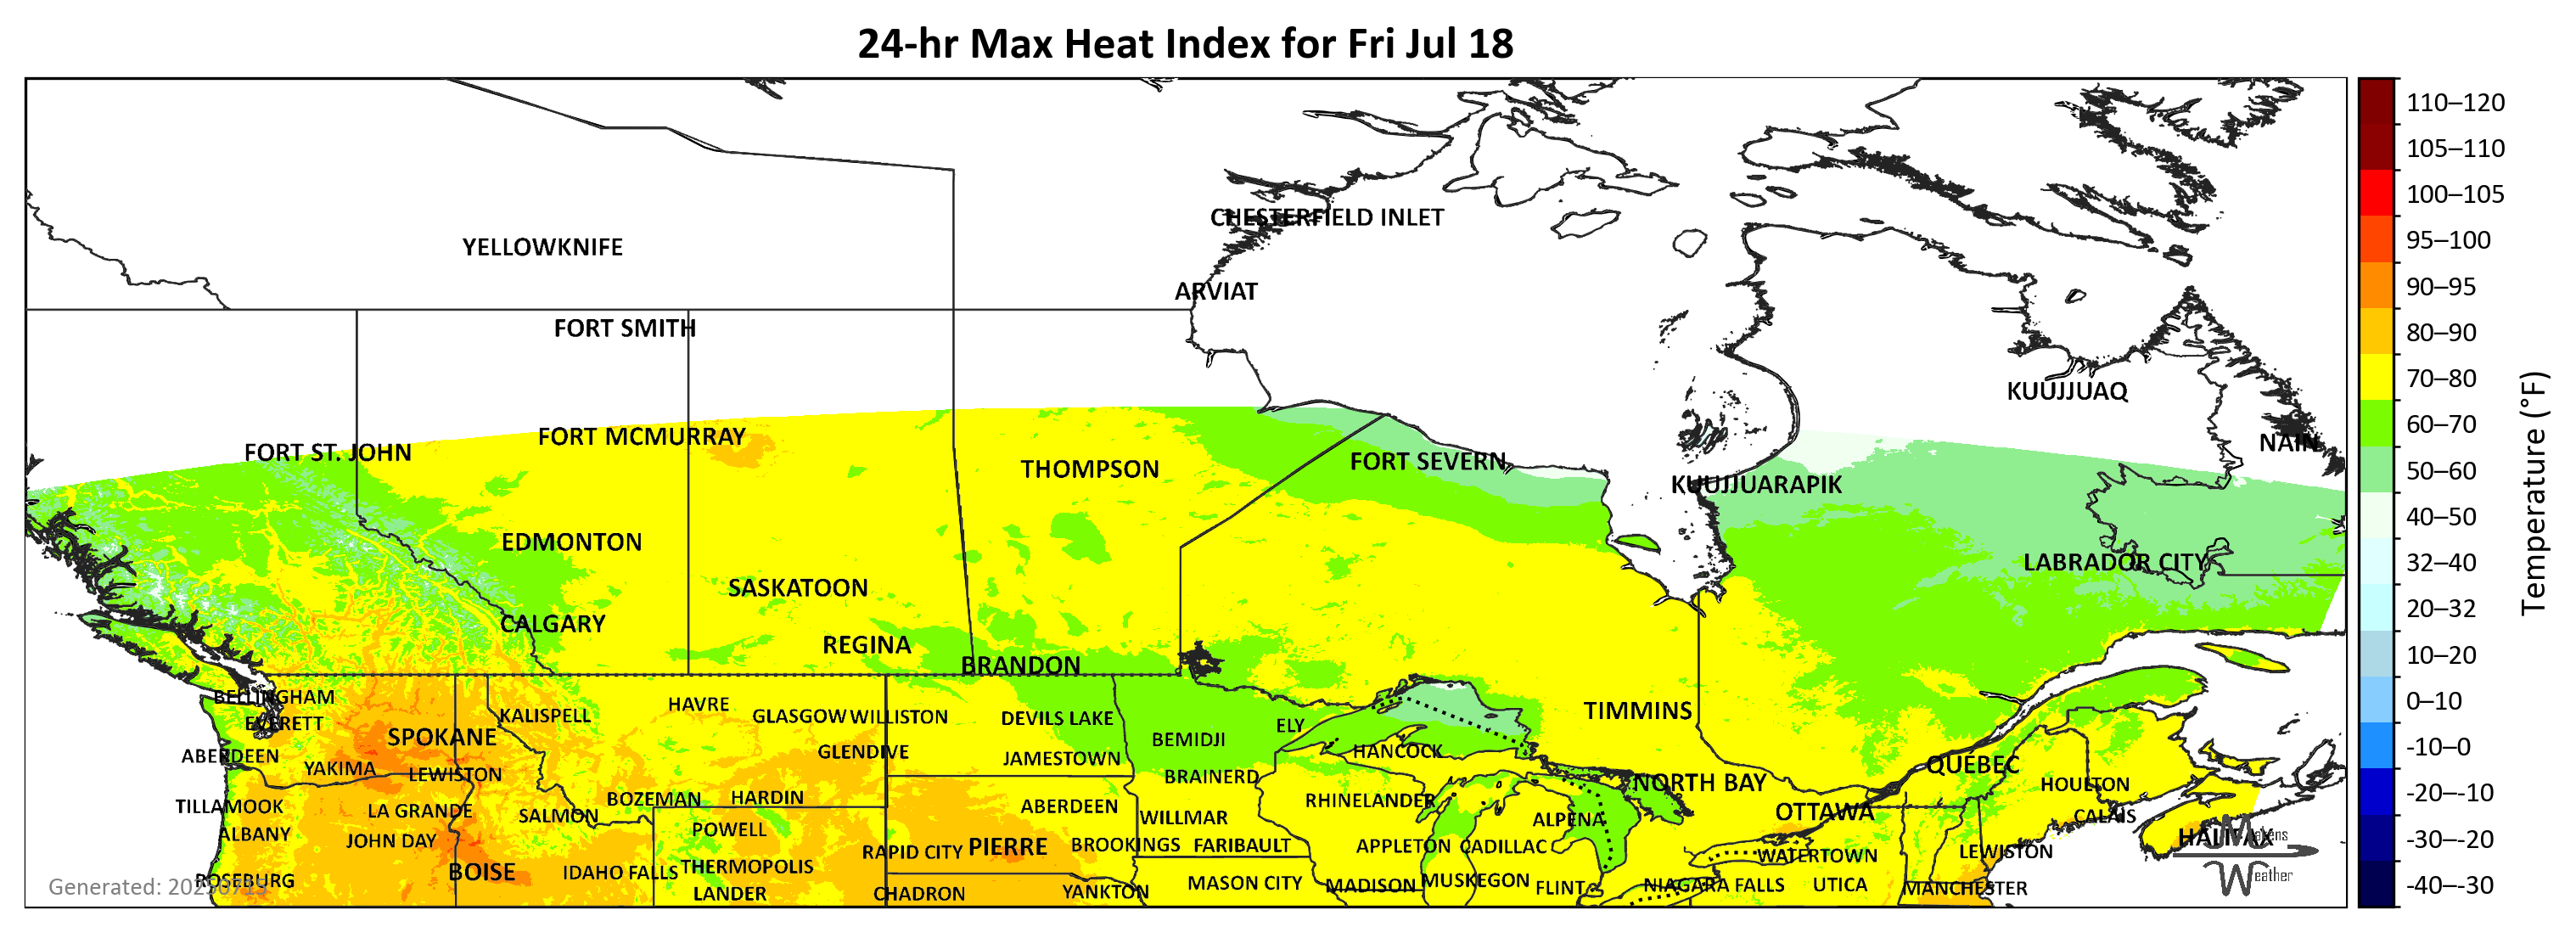 24-hr Max Heat Index for Fri Jul 18
CHESTERFIELD INLET
YELLOWKNIFE
ARVIAT
FORT SMITH
KUUJJUAQ
FORT MCMURRAY
NAIN
FORT ST. JOHN
FORT SEVERN
THOMPSON
KUUJJUARAPIK
EDMONTON
LABRADOR CITY
SASKATOON
CALGARY
REGINA
BRANDON
BELLINGHAM
HAVRE
TIMMINS
KALISPELL
GLASGOW
WILLISTON
DEVILS LAKE
EVERETT
ELY
SPOKANE
BEMIDJI
GLENDIVE
HANCOCK
ABERDEEN
JAMESTOWN
QUÉBEC
YAKIMA
LEWISTON
BRAINERD
NORTH BAY
HOULTON
BOZEMAN
HARDIN
RHINELANDER
TILLAMOOK
LA GRANDE
SALMON
ABERDEEN
WILLMAR
ALPENA
OTTAWA
CALAIS
ALBANY
JOHN DAY
POWELL
RAPID CITY
PIERRE
BROOKINGS
FARIBAULT
APPLETON
CADILLAC
WATERTOWN
LEWISTON
HALIFAX
BOISE
IDAHO FALLS
THERMOPOLIS
ROSEBURG
LANDER
CHADRON
YANKTON
MASON CITY
MADISON
MUSKEGON
FLINT
NIAGARA FALLS
UTICA
MANCHESTER
Weather
110–120
105–110
100–105
95–100
90–95
80–90
70–80
60–70
50–60
40–50
32–40
20–32
10–20
0–10
-10–0
-20–-10
-30–-20
-40–-30
Temperature (°F)